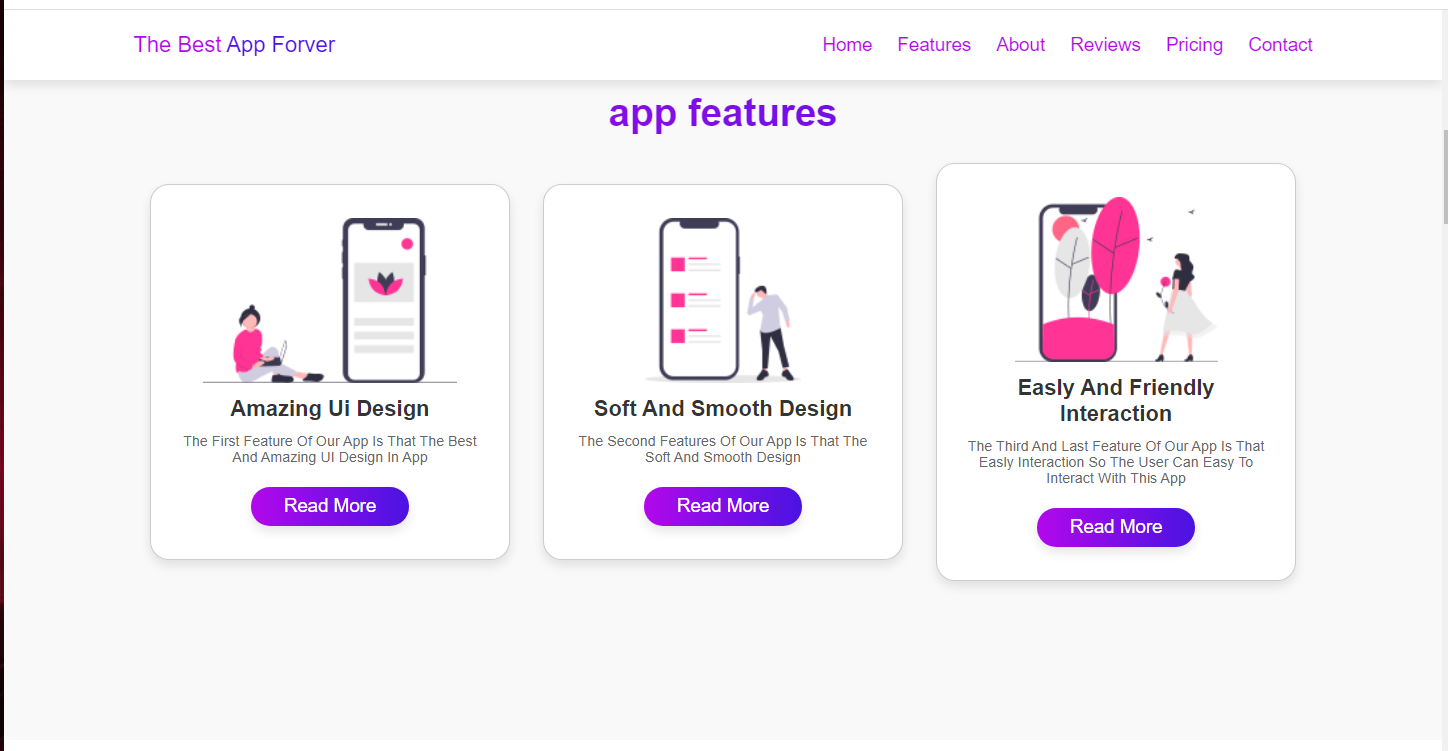 The Best App Forver
Home Features About Reviews Pricing Contact
app features
Amazing Ui Design
The First Feature Of Our App Is That The Best
And Amazing UI Design In App
Read More
Soft And Smooth Design
The Second Features Of Our App Is That The
Soft And Smooth Design
Read More
Easly And Friendly
Interaction
The Third And Last Feature Of Our App Is That
Easly Interaction So The User Can Easy To
Interact With This App
Read More